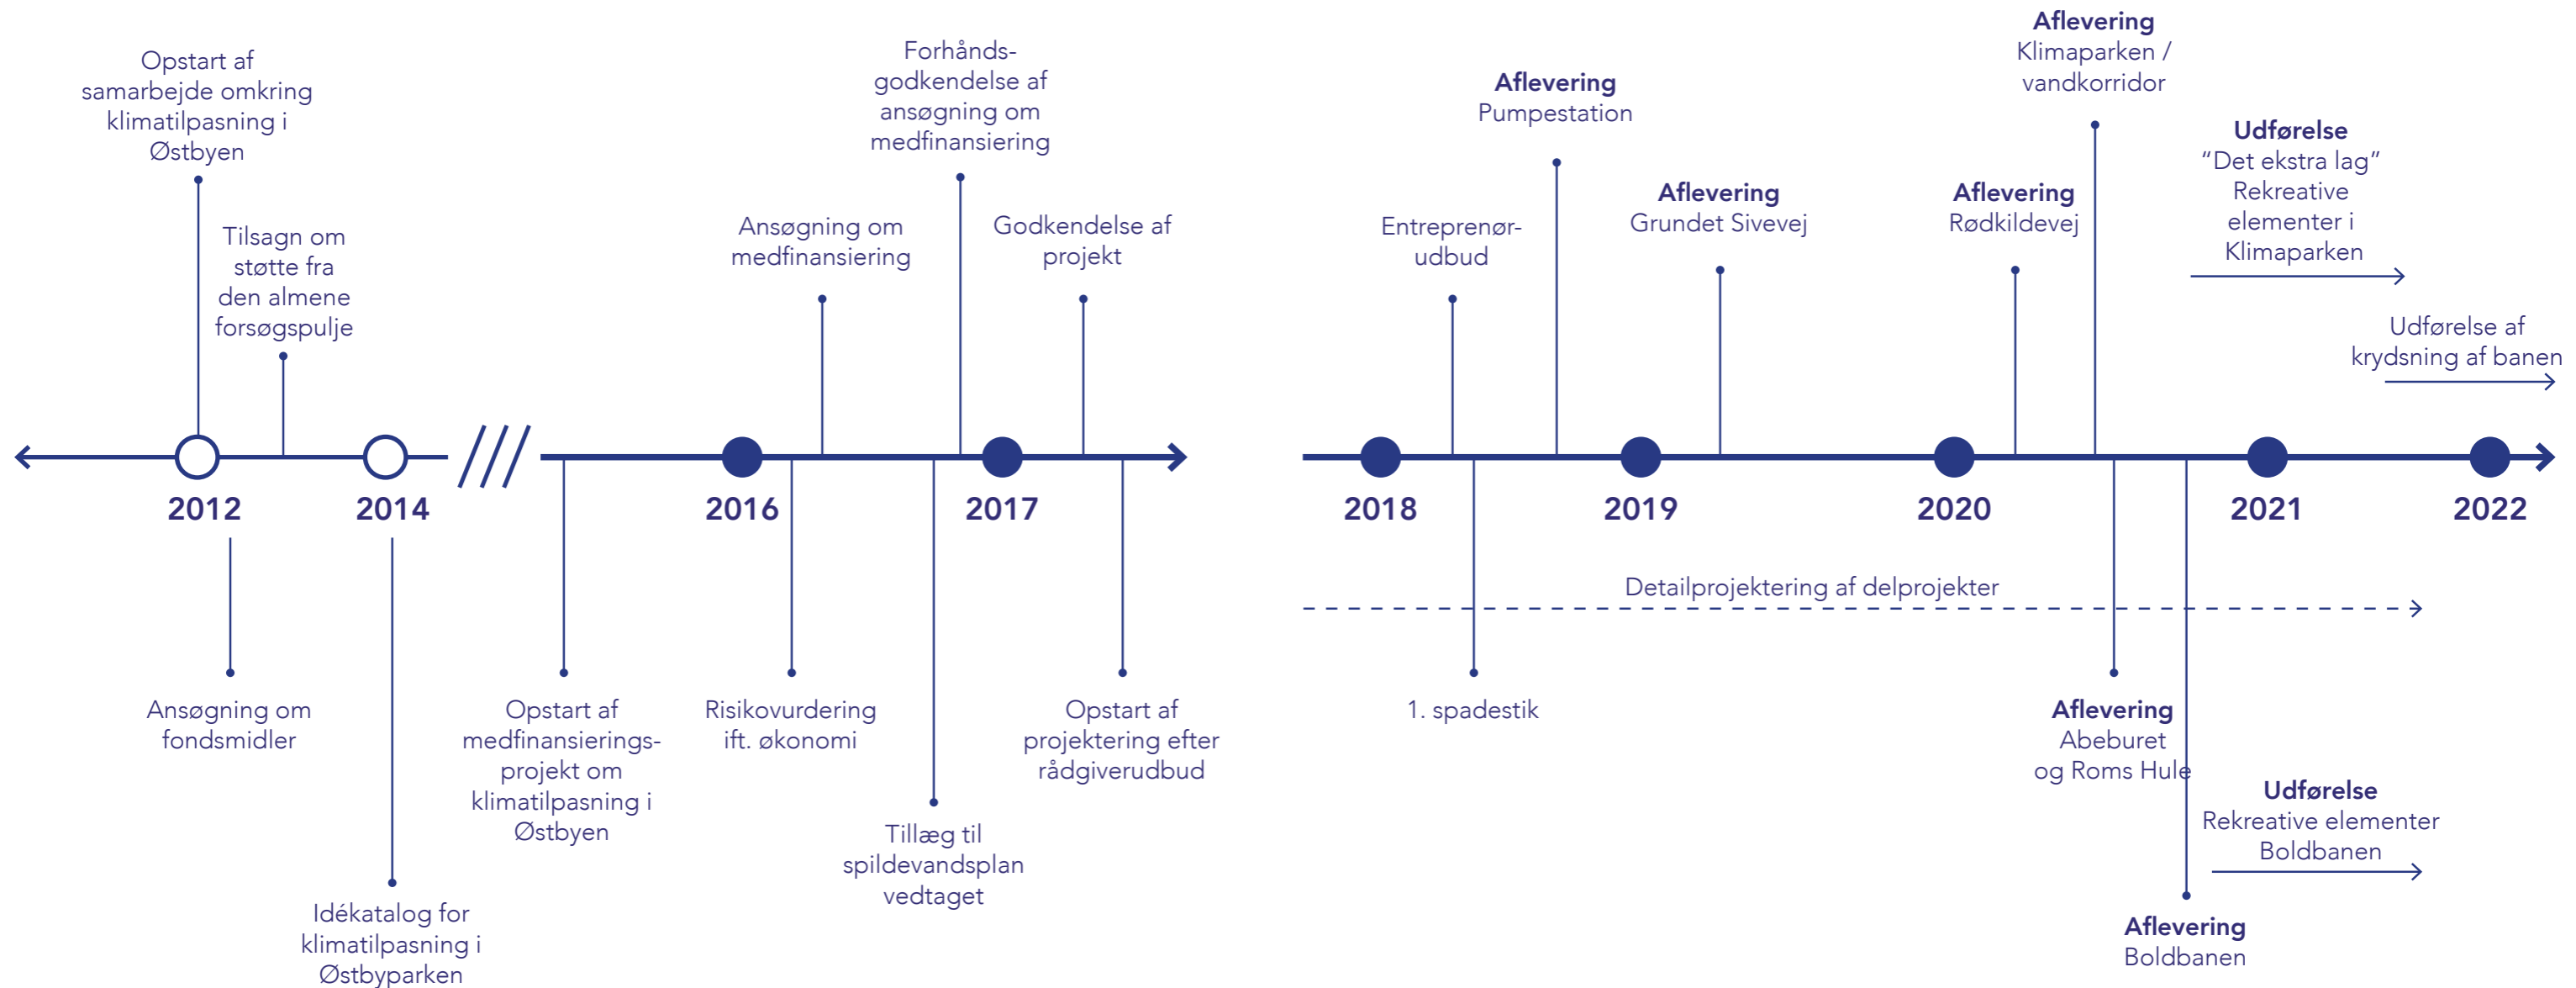 Opstart af
samarbejde omkring
klimatilpasning i
Østbyen
Tilsagn om
støtte fra
den almene
forsøgspulje
Ansøgning om
medfinansiering
Forhånds-
godkendelse af
ansøgning om
medfinansiering
Godkendelse af
projekt
Entreprenør-
udbud
Aflevering
Pumpestation
Aflevering
Grundet Sivevej
Aflevering
Rødkildevej
Aflevering
Klimaparken /
vandkorridor
Udførelse
“Det ekstra lag”
Rekreative
elementer i
Klimaparken
Udførelse af
krydsning af banen
2012
2014
2016
2017
2018
2019
2020
2021
2022
Detailprojektering af delprojekter
Ansøgning om
fondsmidler
Idékatalog for
klimatilpasning i
Østbyparken
Opstart af
medfinansierings-
projekt om
klimatilpasning i
Østbyen
Risikovurdering
ift. økonomi
Tillæg til
spildevandsplan
vedtaget
Opstart af
projektering efter
rådgiverudbud
1. spadestik
Aflevering
Abeburet
og Roms Hule
Udførelse
Rekreative elementer
Boldbanen
Aflevering
Boldbanen